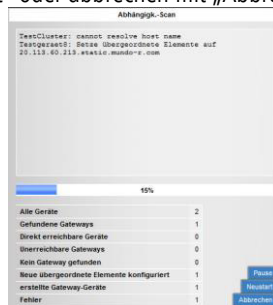 oder abbrechen mit „Abbre
Abhängigk.-Scan
TestCluster: cannot resolve host name
Testgeraet8: Setze Übergeordnete Elemente auf
20.113.60.213.static.mundo-r.com
15%
Alle Geräte 2
Gefundene Gateways 1
Direkt erreichbare Geräte 0
Unerreichbare Gateways 0
Kein Gateway gefunden 0
Neue übergeordnete Elemente konfiguriert 1
erstellte Gateway-Geräte 1
Fehler 1
Pause
Neustart
Abbrechen